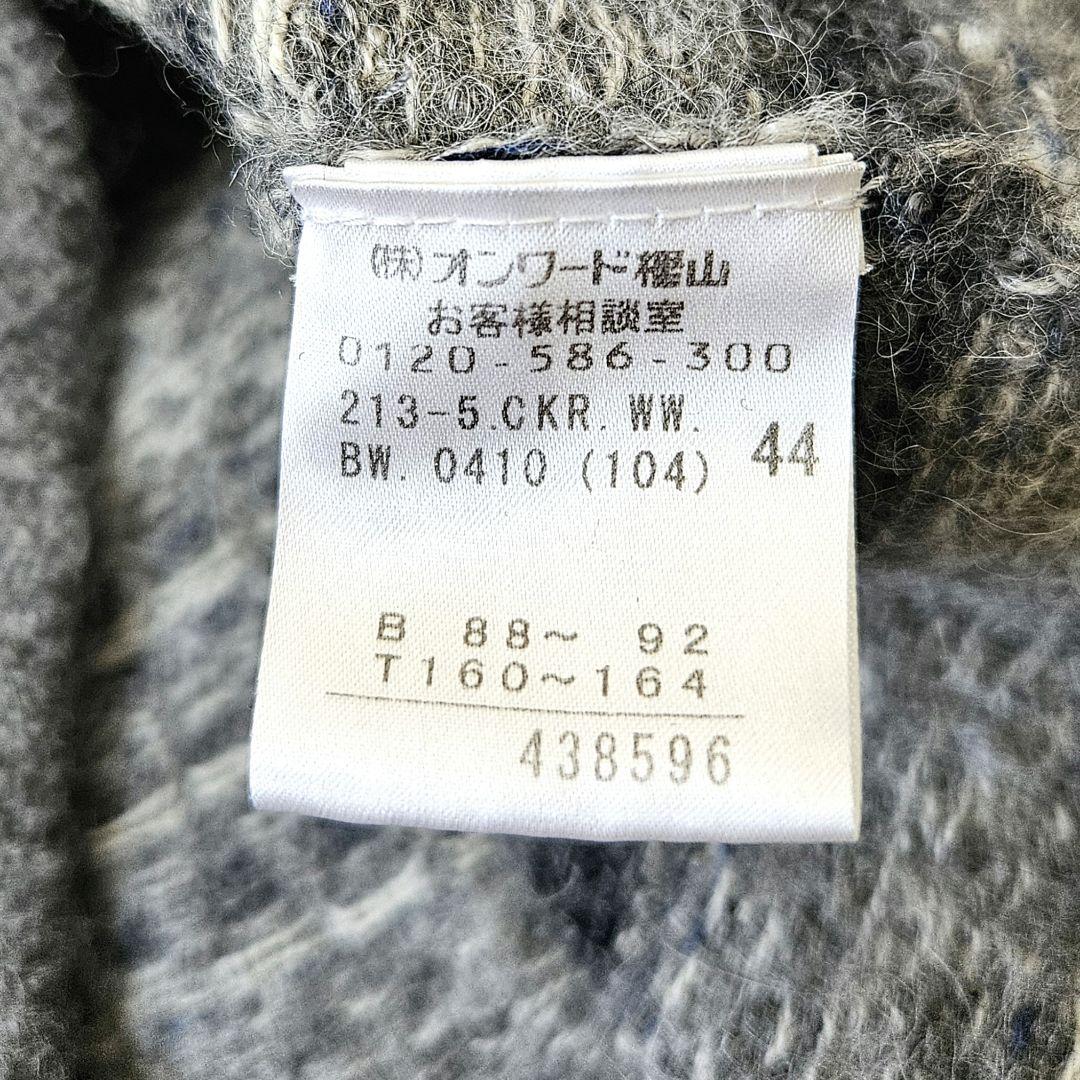 ㈱オンワード樫山
お客様相談室
0120-586-300
213-5.CKR.WW.
BW.0410(104) 44
B 88～ 92
T160～164
438596